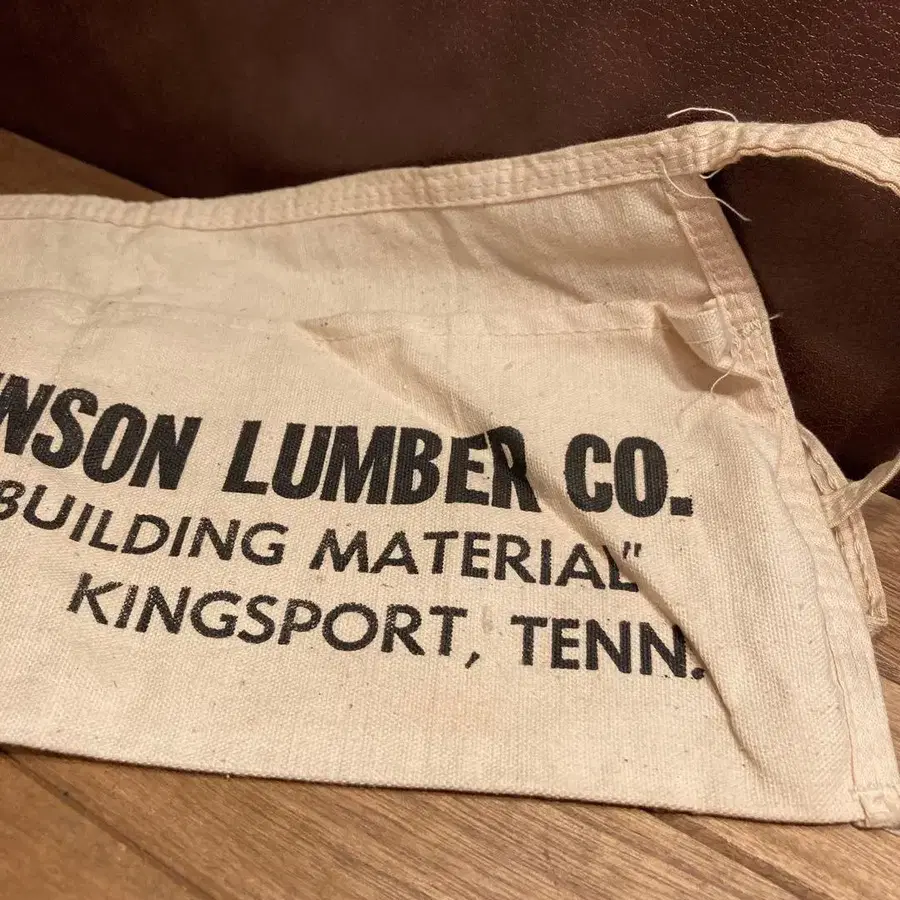 NSON LUMBER CO.
BUILDING MATERIAL"
KINGSPORT, TENN.